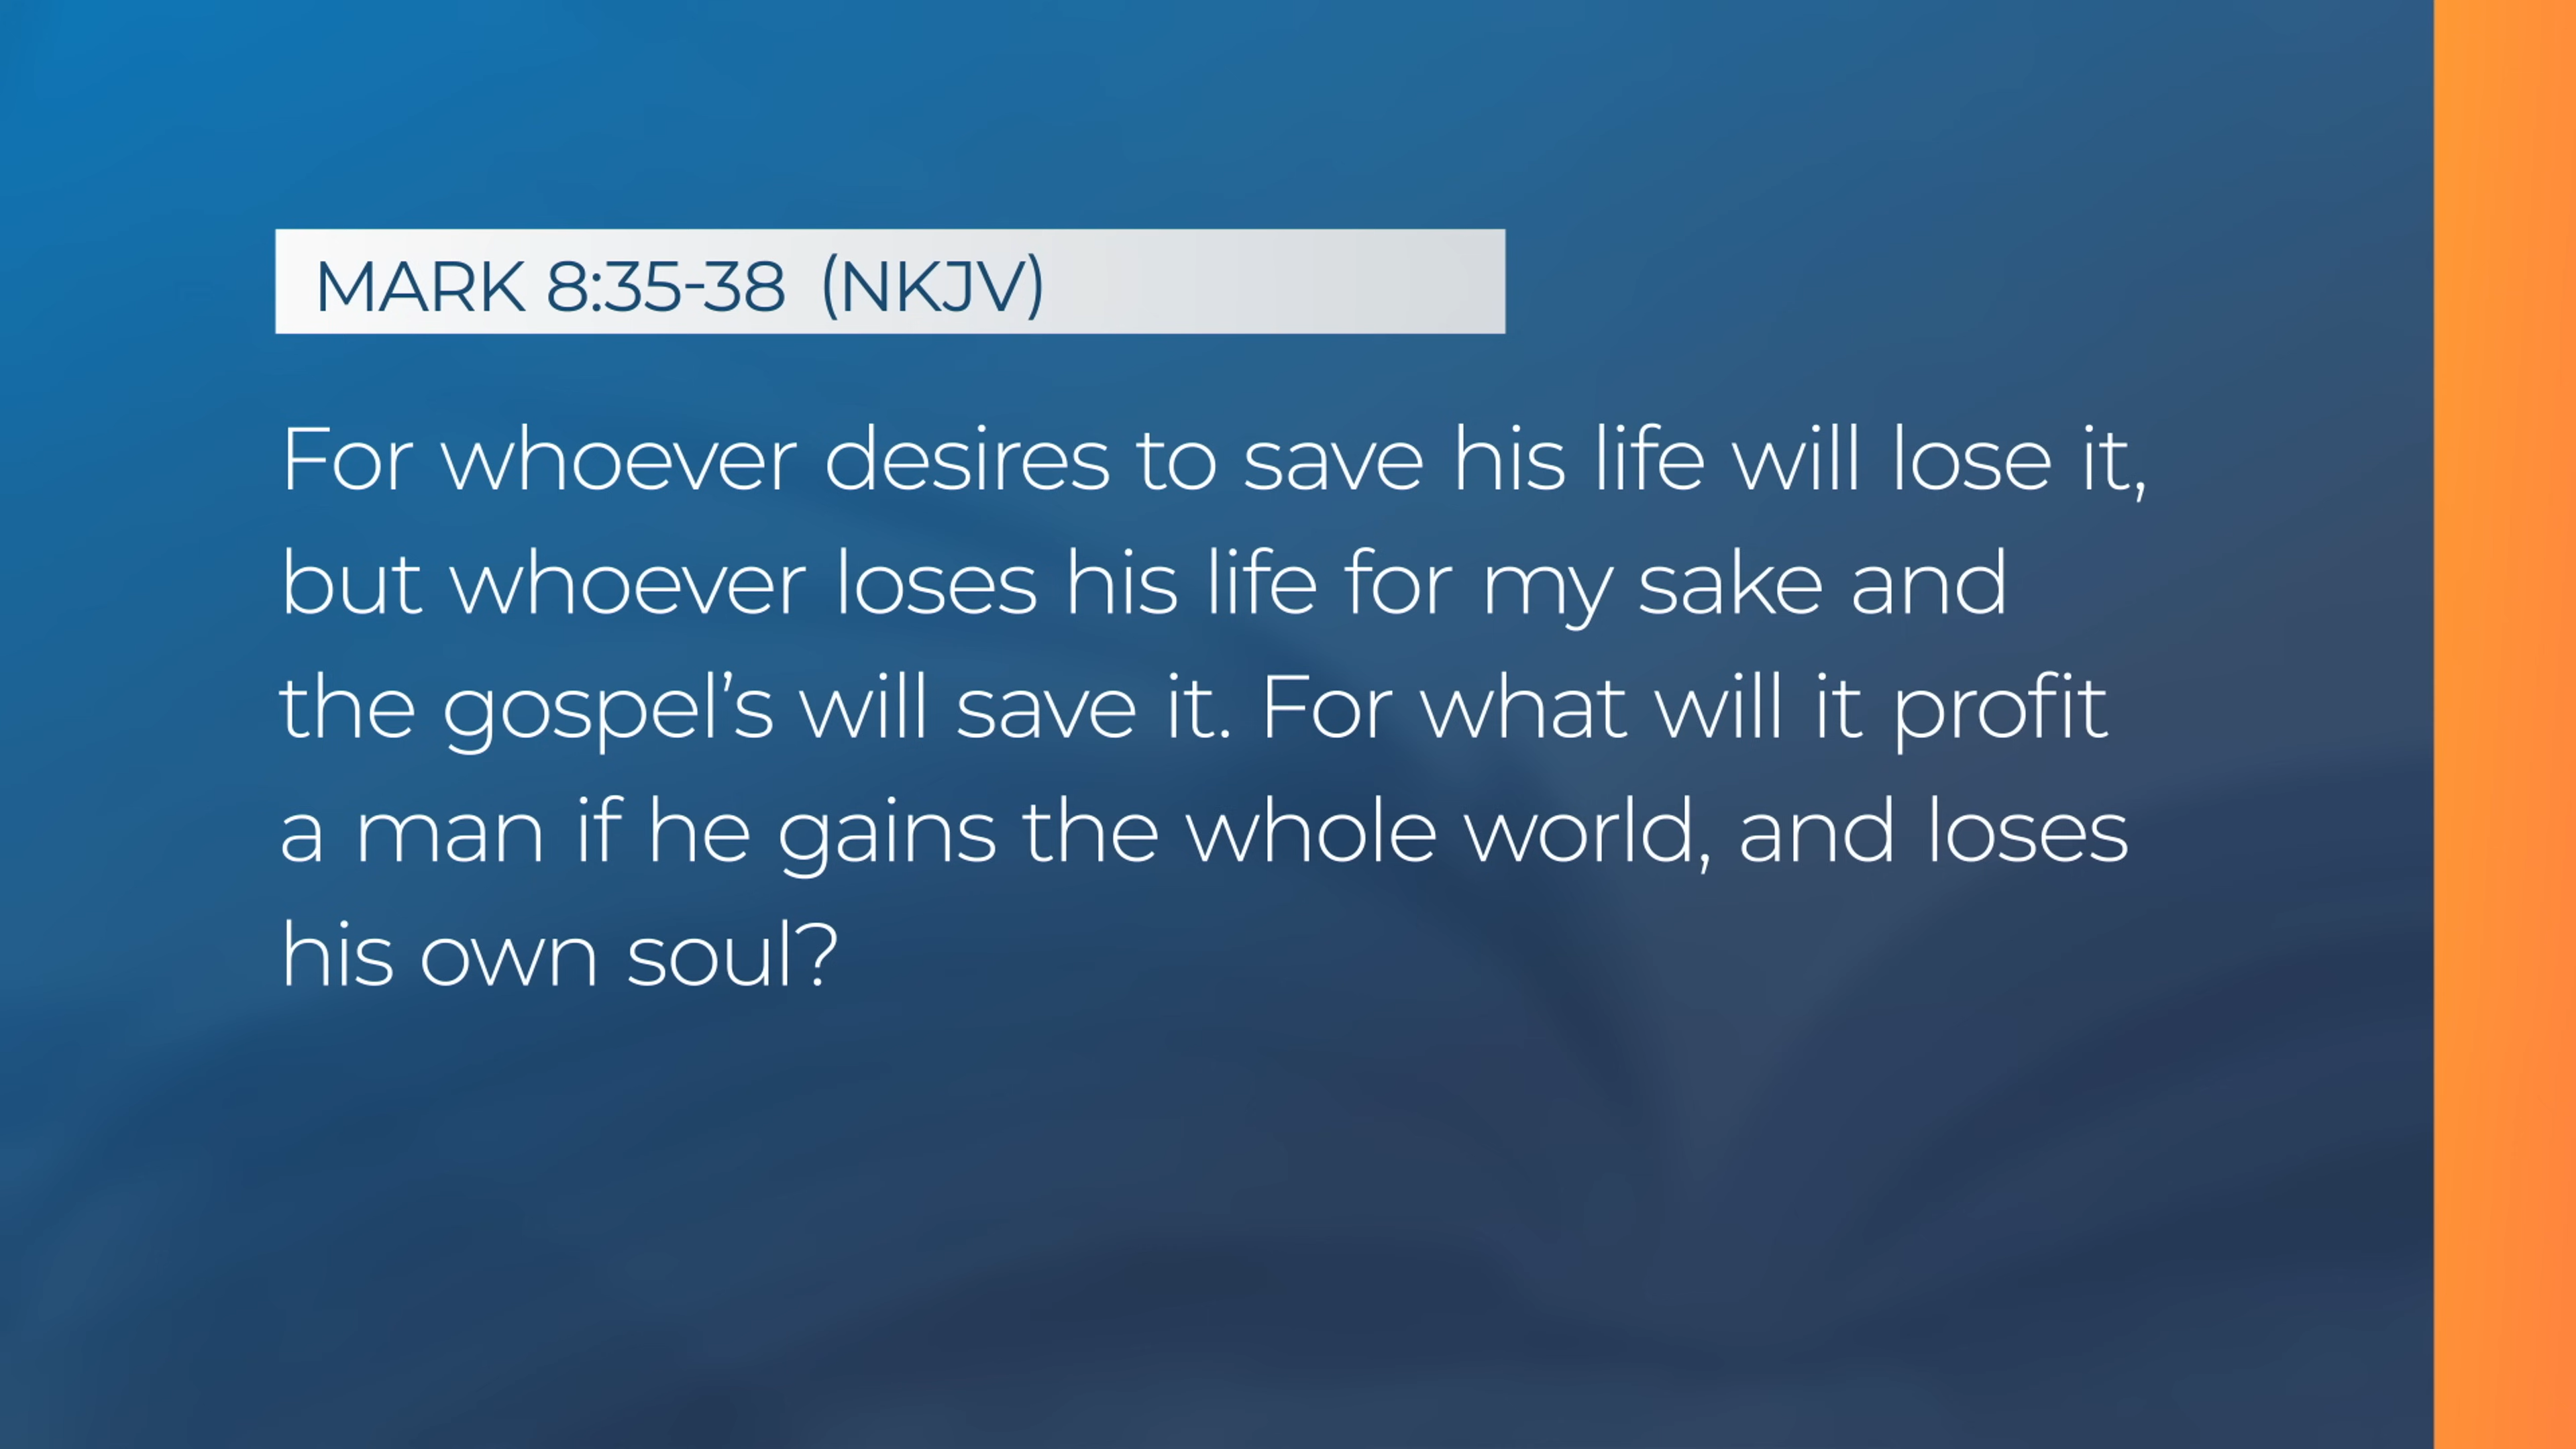 MARK 8:35-38 (NKJV)
For whoever desires to save his life will lose it,
but whoever loses his life for my sake and
the gospel’s will save it. For what will it profit
a man if he gains the whole world, and loses
his own soul?